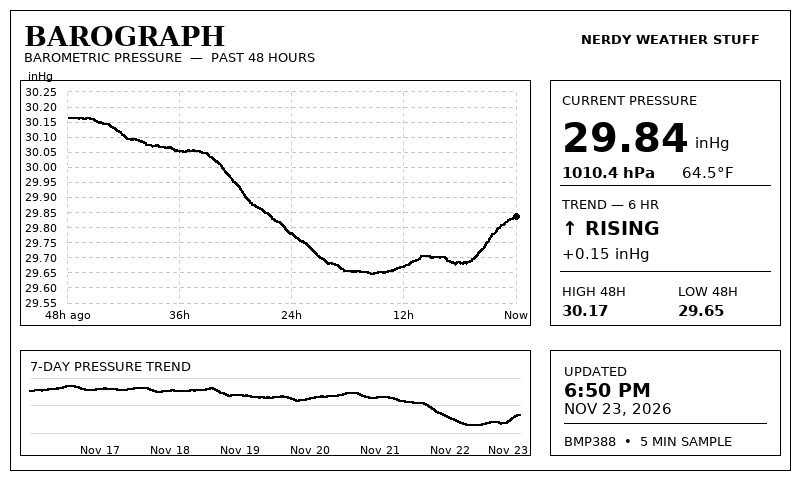 BAROGRAPH
BAROMETRIC PRESSURE — PAST 48 HOURS
NERDY WEATHER STUFF
inHg
30.25
30.20
30.15
30.10
30.05
30.00
29.95
29.90
29.85
29.80
29.75
29.70
29.65
29.60
29.55
48h ago 36h 24h 12h Now
CURRENT PRESSURE
29.84 inHg
1010.4 hPa 64.5°F
TREND — 6 HR
↑ RISING
+0.15 inHg
HIGH 48H LOW 48H
30.17 29.65
7-DAY PRESSURE TREND
Nov 17 Nov 18 Nov 19 Nov 20 Nov 21 Nov 22 Nov 23
UPDATED
6:50 PM
NOV 23, 2026
BMP388 • 5 MIN SAMPLE